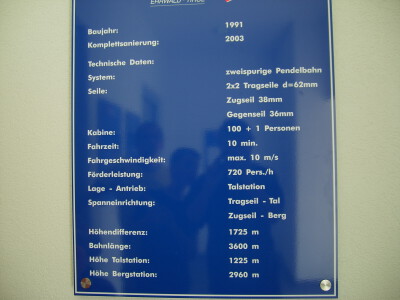 EHRWALD - TIROL
Baujahr: 1991
Komplettsanierung: 2003
Technische Daten:
System: zweispurige Pendelbahn
Seile: 2x2 Tragseile d=62mm
Zugseil 38mm
Gegenseil 36mm
Kabine: 100 + 1 Personen
Fahrzeit: 10 min.
Fahrgeschwindigkeit: max. 10 m/s
Förderleistung: 720 Pers./h
Lage - Antrieb: Talstation
Spanneinrichtung: Tragseil - Tal
Zugseil - Berg
Höhendifferenz: 1725 m
Bahnlänge: 3600 m
Höhe Talstation: 1225 m
Höhe Bergstation: 2960 m